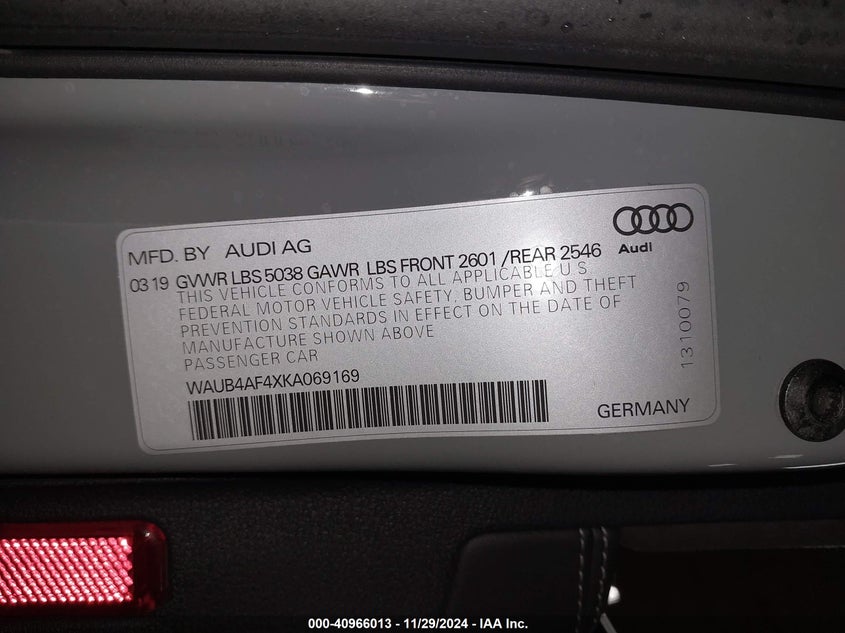 MFD. BY AUDI AG
Audi
03 19 GVWR LBS 5038 GAWR LBS FRONT 2601 /REAR 2546
THIS VEHICLE CONFORMS TO ALL APPLICABLE U S
FEDERAL MOTOR VEHICLE SAFETY, BUMPER AND THEFT
PREVENTION STANDARDS IN EFFECT ON THE DATE OF
MANUFACTURE SHOWN ABOVE
PASSENGER CAR
1310079
WAUB4AF4XKA069169
GERMANY
000-40966013 - 11/29/2024 - IAA Inc.